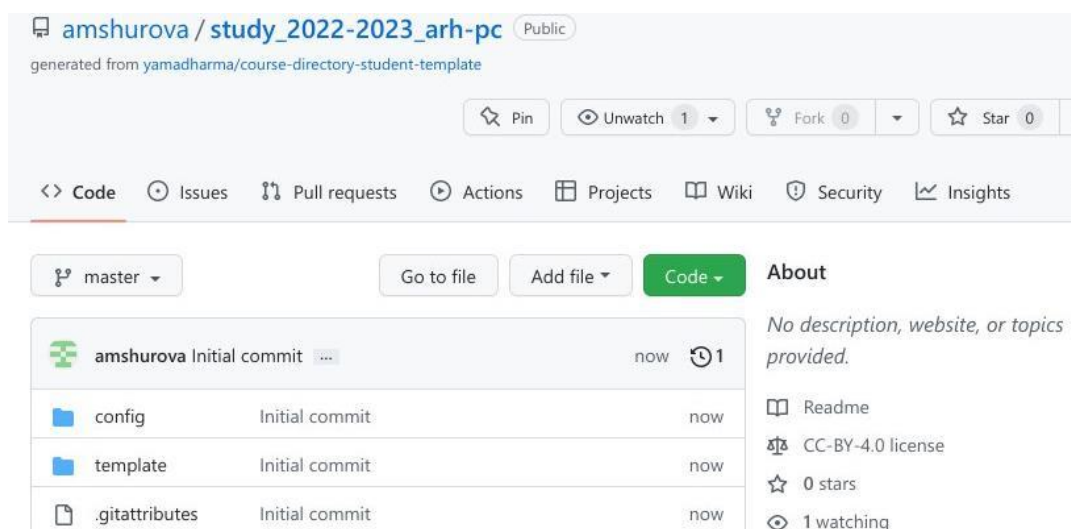 amshurova / study_2022-2023_arh-pc Public
generated from yamadharma/course-directory-student-template
Pin Unwatch 1 Fork 0 Star 0
Code Issues Pull requests Actions Projects Wiki Security Insights
master Go to file Add file Code
amshurova Initial commit ... now 1
config Initial commit now
template Initial commit now
.gitattributes Initial commit now
About
No description, website, or topics
provided.
Readme
CC-BY-4.0 license
0 stars
1 watching